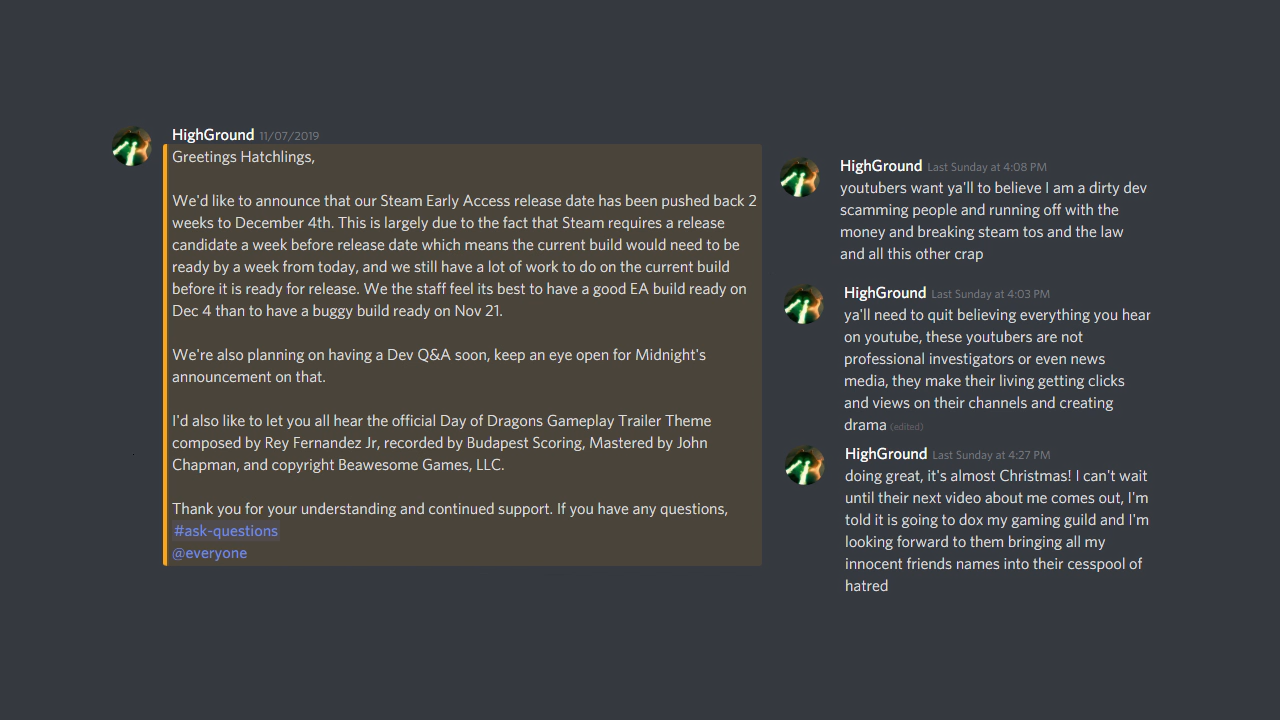 HighGround 11/07/2019
Greetings Hatchlings,
We'd like to announce that our Steam Early Access release date has been pushed back 2
weeks to December 4th. This is largely due to the fact that Steam requires a release
candidate a week before release date which means the current build would need to be
ready by a week from today, and we still have a lot of work to do on the current build
before it is ready for release. We the staff feel its best to have a good EA build ready on
Dec 4 than to have a buggy build ready on Nov 21.
We're also planning on having a Dev Q&A soon, keep an eye open for Midnight's
announcement on that.
I'd also like to let you all hear the official Day of Dragons Gameplay Trailer Theme
composed by Rey Fernandez Jr, recorded by Budapest Scoring, Mastered by John
Chapman, and copyright Beawesome Games, LLC.
Thank you for your understanding and continued support. If you have any questions,
#ask-questions
@everyone
HighGround Last Sunday at 4:08 PM
youtubers want ya'll to believe I am a dirty dev
scamming people and running off with the
money and breaking steam tos and the law
and all this other crap
HighGround Last Sunday at 4:03 PM
ya'll need to quit believing everything you hear
on youtube, these youtubers are not
professional investigators or even news
media, they make their living getting clicks
and views on their channels and creating
drama (edited)
HighGround Last Sunday at 4:27 PM
doing great, it's almost Christmas! I can't wait
until their next video about me comes out, I'm
told it is going to dox my gaming guild and I'm
looking forward to them bringing all my
innocent friends names into their cesspool of
hatred